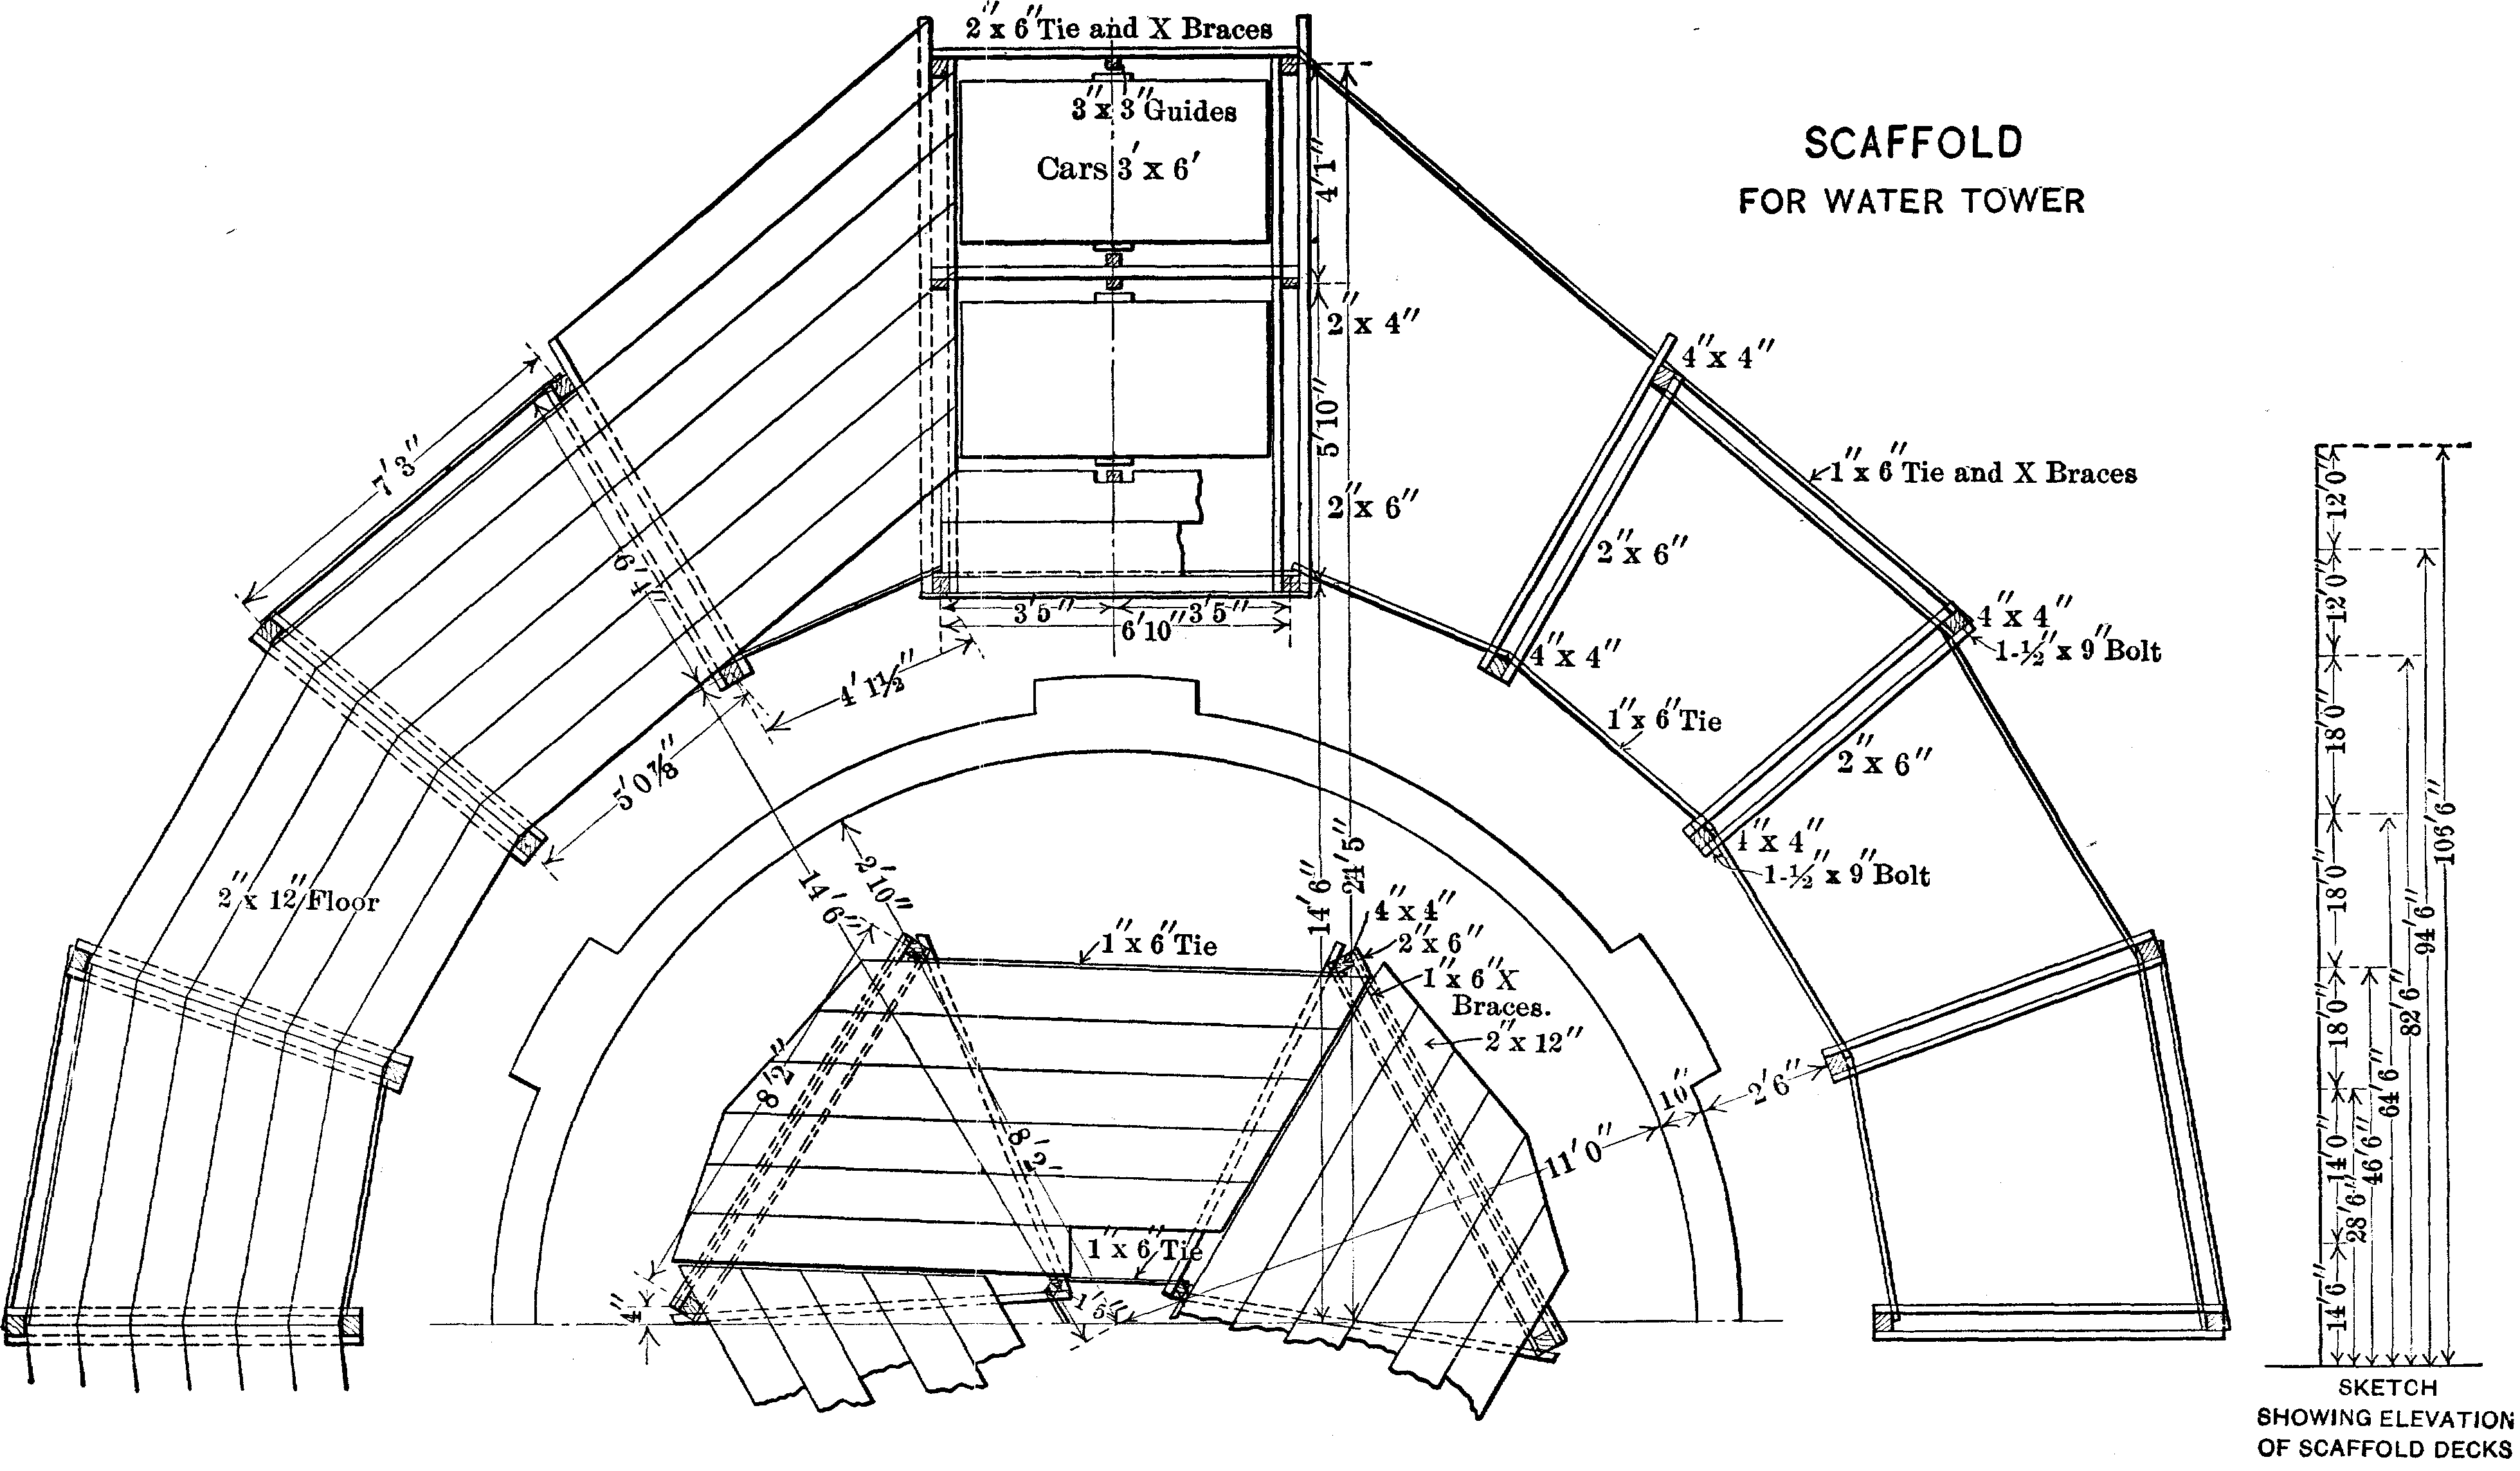 2" x 6" Tie and X Braces
3" x 3" Guides
Cars 3' x 6'
SCAFFOLD
FOR WATER TOWER
4'1"
2" x 4"
5'10"
2" x 6"
4" x 4"
1" x 6" Tie and X Braces
2" x 6"
4" x 4"
1-½" x 9" Bolt
4" x 4"
1" x 6" Tie
2" x 6"
4" x 4"
1-½" x 9" Bolt
7'3"
6'4"
3'5"
3'5"
6'10"
4'1½"
5'0⅞"
2" x 12" Floor
14'6"
2'10"
14'6"
24'5"
1" x 6" Tie
4" x 4"
2" x 6"
1" x 6" X
Braces.
2" x 12"
8'2"
8'2"
10"
2'6"
11'0"
1" x 6" Tie
4"
1'5"
12'0"
12'0"
18'0"
18'0"
18'0"
14'0"
14'6"
28'6"
46'6"
64'6"
82'6"
94'6"
106'6"
SKETCH
SHOWING ELEVATION
OF SCAFFOLD DECKS